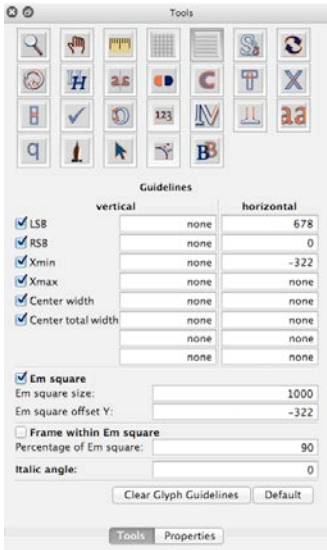 Tools
123
Guidelines
vertical horizontal
LSB none 678
RSB none 0
Xmin none -322
Xmax none none
Center width none none
Center total width none none
none none
none none
Em square
Em square size: 1000
Em square offset Y: -322
Frame within Em square
Percentage of Em square: 90
Italic angle: 0
Clear Glyph Guidelines Default
Tools Properties